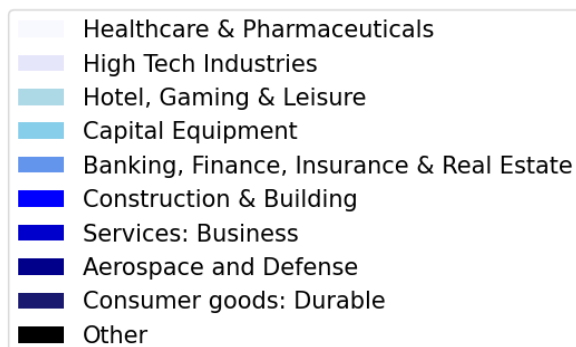 Healthcare & Pharmaceuticals
High Tech Industries
Hotel, Gaming & Leisure
Capital Equipment
Banking, Finance, Insurance & Real Estate
Construction & Building
Services: Business
Aerospace and Defense
Consumer goods: Durable
Other